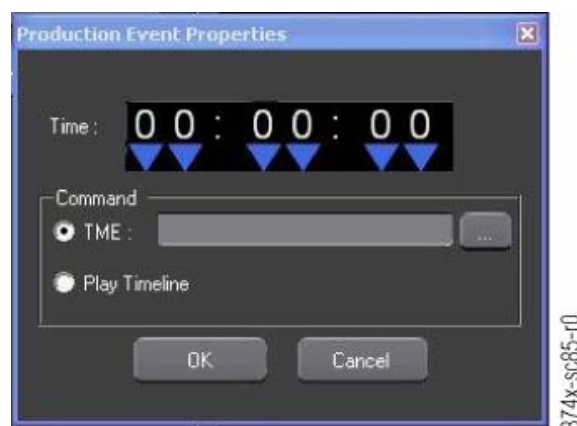 Production Event Properties
Time : 00 : 00 : 00
Command
TME :
...
Play Timeline
OK
Cancel
374x-sc85-r0